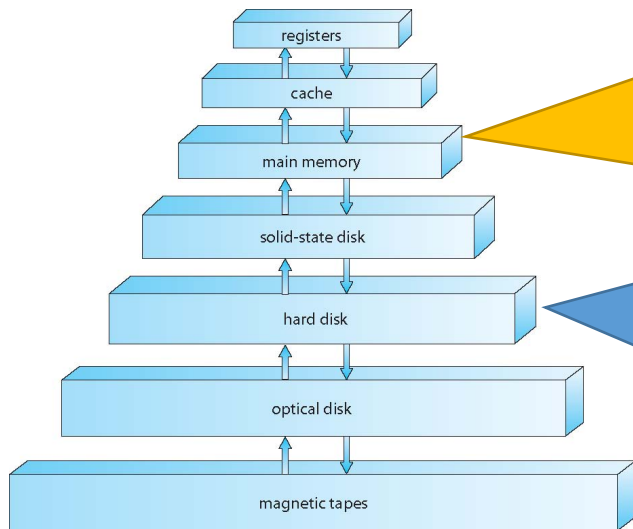 registers
cache
main memory
solid-state disk
hard disk
optical disk
magnetic tapes